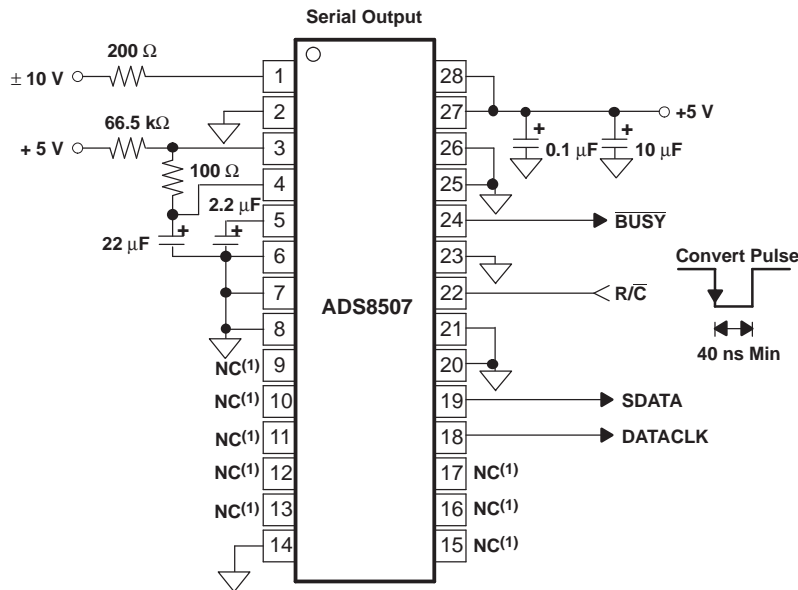 Serial Output
200 Ω
± 10 V
66.5 kΩ
+ 5 V
100 Ω
2.2 µF
22 µF
1
2
3
4
5
6
7
8
NC(1) 9
NC(1) 10
NC(1) 11
NC(1) 12
NC(1) 13
14
ADS8507
28
27
+5 V
+
+
0.1 µF
10 µF
26
25
24
BUSY
23
22
R/C
21
20
19
SDATA
18
DATACLK
17 NC(1)
16 NC(1)
15 NC(1)
+
+
Convert Pulse
40 ns Min